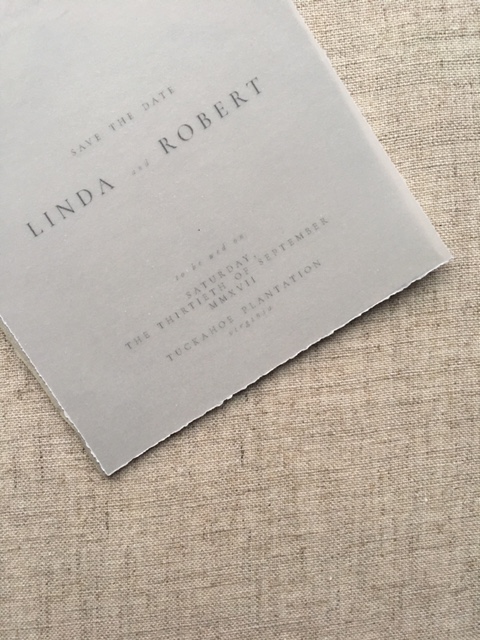 SAVE THE DATE
LINDA and ROBERT
to be wed on
SATURDAY,
THE THIRTIETH OF SEPTEMBER
MMXVII
TUCKAHOE PLANTATION
virginia